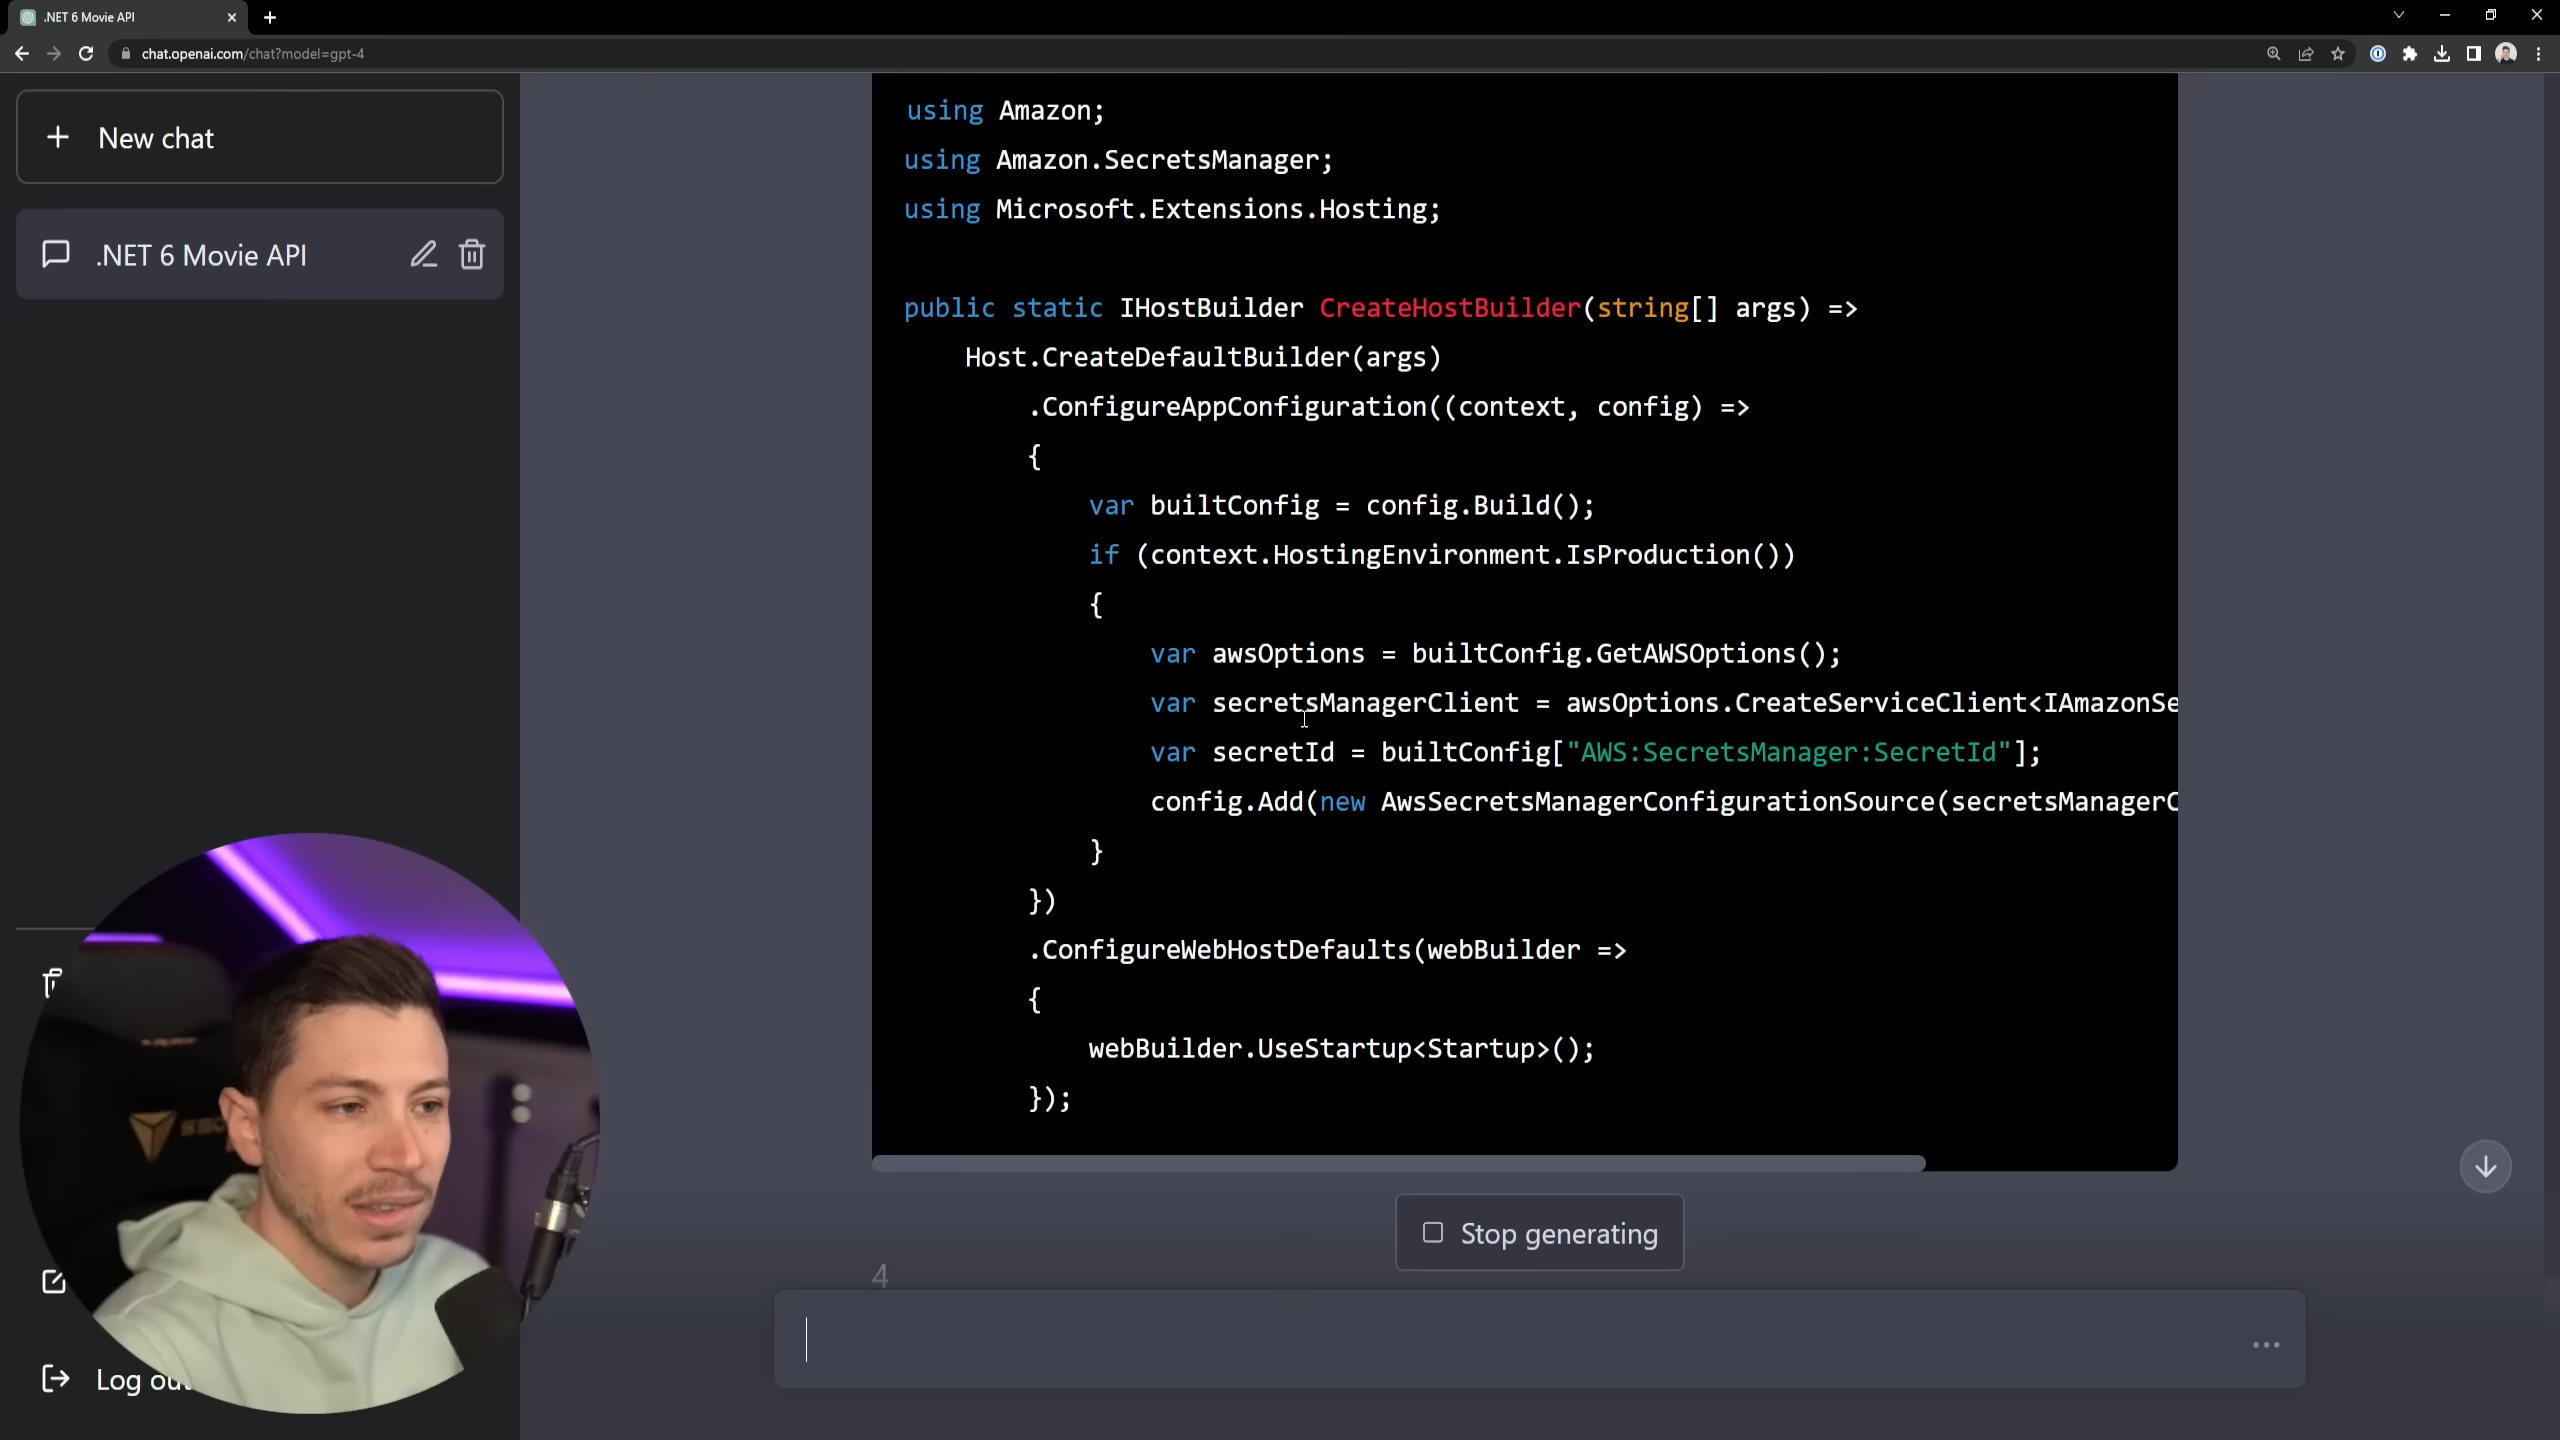 .NET 6 Movie API
chat.openai.com/chat?model=gpt-4
New chat
.NET 6 Movie API
Log out
using Amazon;
using Amazon.SecretsManager;
using Microsoft.Extensions.Hosting;
public static IHostBuilder CreateHostBuilder(string[] args) =>
Host.CreateDefaultBuilder(args)
.ConfigureAppConfiguration((context, config) =>
{
var builtConfig = config.Build();
if (context.HostingEnvironment.IsProduction())
{
var awsOptions = builtConfig.GetAWSOptions();
var secretsManagerClient = awsOptions.CreateServiceClient<IAmazonSe
var secretId = builtConfig["AWS:SecretsManager:SecretId"];
config.Add(new AwsSecretsManagerConfigurationSource(secretsManagerC
}
})
.ConfigureWebHostDefaults(webBuilder =>
{
webBuilder.UseStartup<Startup>();
});
Stop generating
4